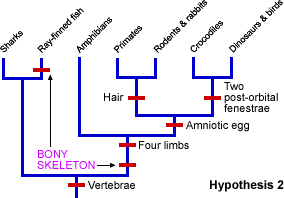 Sharks
Ray-finned fish
Amphibians
Primates
Rodents & rabbits
Crocodiles
Dinosaurs & birds
Hair
Two
post-orbital
fenestrae
Amniotic egg
Four limbs
BONY
SKELETON
Vertebrae
Hypothesis 2